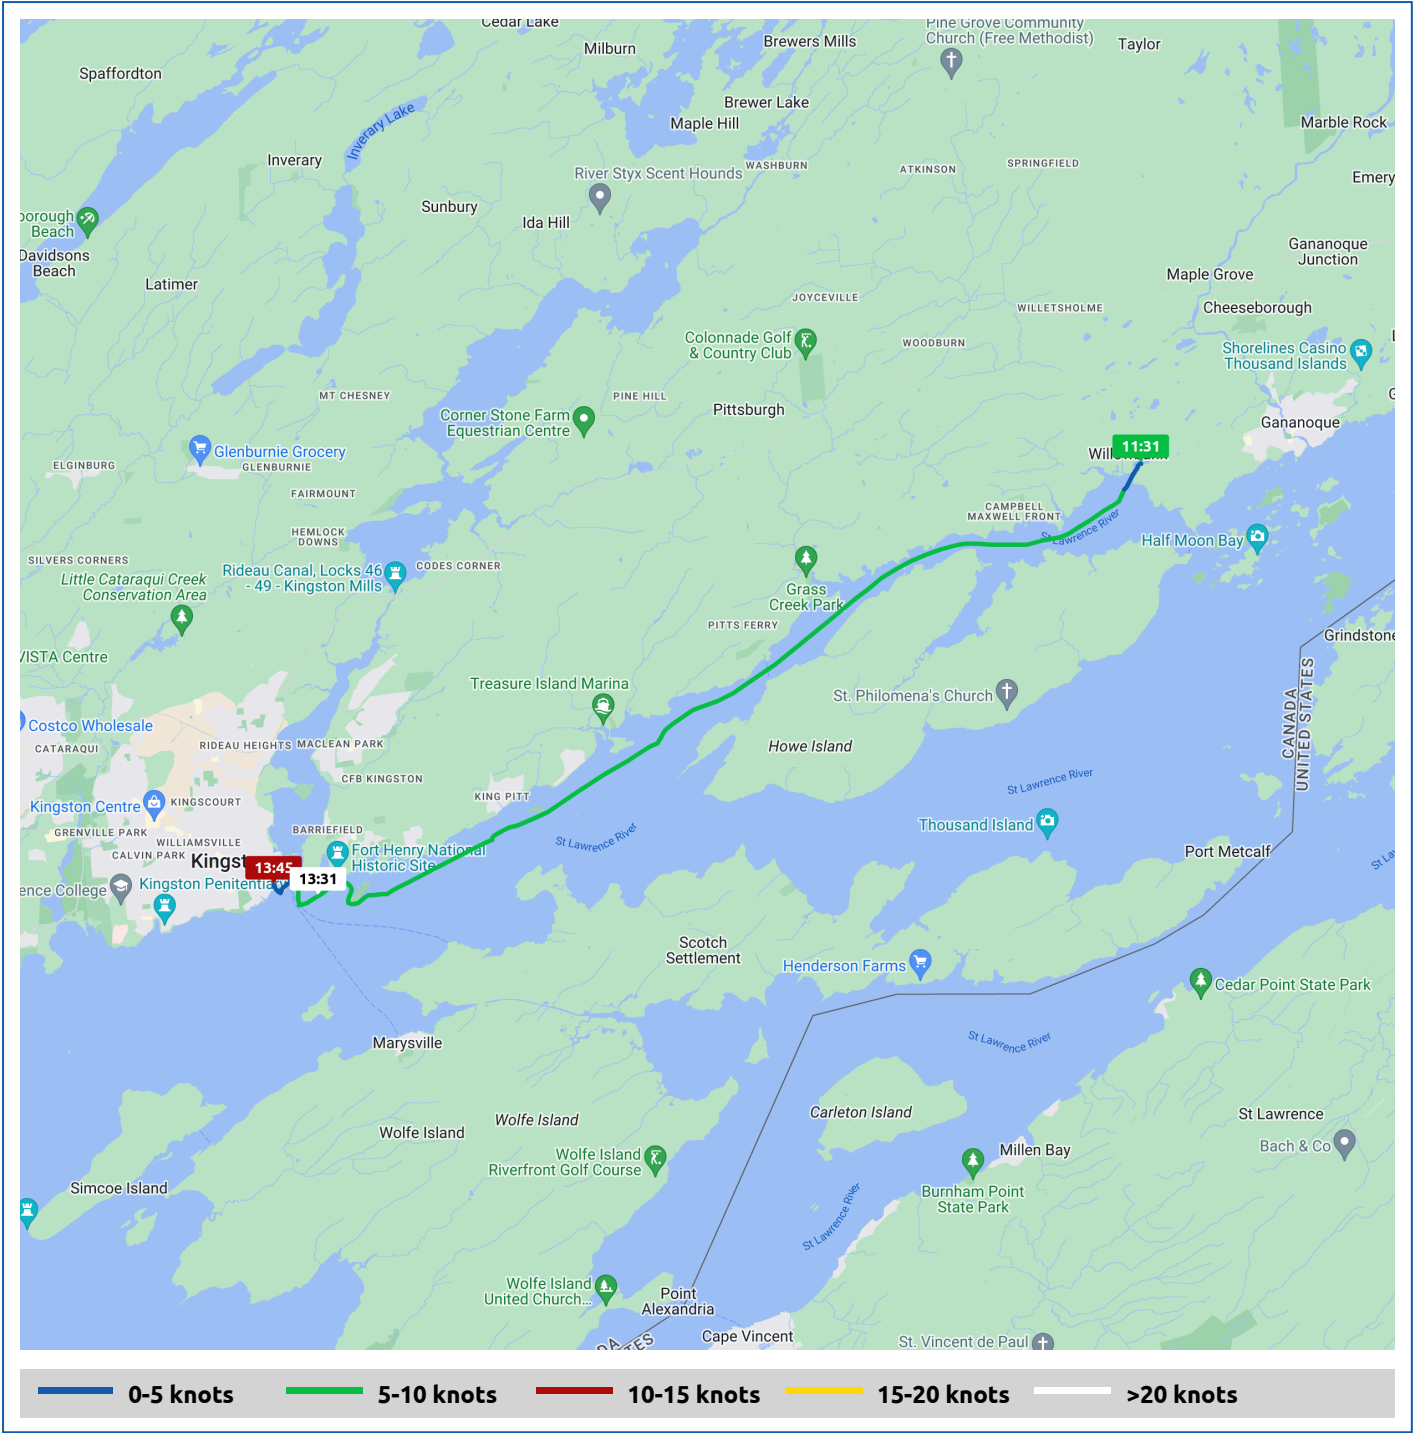 Cedar Lake
Pine Grove Community
Church (Free Methodist)
Milburn
Brewers Mills
Taylor
Spaffordton
Brewer Lake
Maple Hill
Marble Rock
Inverary Lake
Inverary
WASHBURN
ATKINSON
SPRINGFIELD
River Styx Scent Hounds
Emery
Sunbury
Ida Hill
borough
Beach
Davidsons
Beach
Gananoque
Junction
Latimer
Maple Grove
JOYCEVILLE
WILLETSHOLME
Cheeseborough
Colonnade Golf
& Country Club
WOODBURN
Shorelines Casino
Thousand Islands
MT CHESNEY
PINE HILL
Pittsburgh
Corner Stone Farm
Equestrian Centre
Gananoque
11:31
Glenburnie Grocery
GLENBURNIE
ELGINBURG
FAIRMOUNT
CAMPBELL
MAXWELL FRONT
St Lawrence River
HEMLOCK
DOWNS
Half Moon Bay
SILVERS CORNERS
Rideau Canal, Locks 46
- 49 - Kingston Mills
CODES CORNER
Little Cataraqui Creek
Conservation Area
Grass
Creek Park
PITTS FERRY
Grindstone
VISTA Centre
CANADA
UNITED STATES
Treasure Island Marina
St. Philomena's Church
Costco Wholesale
CATARAQUI
RIDEAU HEIGHTS
MACLEAN PARK
Howe Island
CFB KINGSTON
St Lawrence River
KING PITT
Kingston Centre
KINGSCOURT
GRENVILLE PARK
WILLIAMSVILLE
BARRIEFIELD
St Lawrence River
Thousand Island
CALVIN PARK
Kingst
Fort Henry National
Historic Site
Port Metcalf
St La
13:45
13:31
ence College
Kingston Penitentia
Scotch
Settlement
Henderson Farms
Cedar Point State Park
Marysville
St Lawrence River
Wolfe Island
Carleton Island
St Lawrence
Wolfe Island
Bach & Co
Millen Bay
Wolfe Island
Riverfront Golf Course
Simcoe Island
Burnham Point
State Park
St Lawrence River
Wolfe Island
United Church...
Point
Alexandria
Cape Vincent
St. Vincent de Paul
DA
TES
0-5 knots
5-10 knots
10-15 knots
15-20 knots
>20 knots